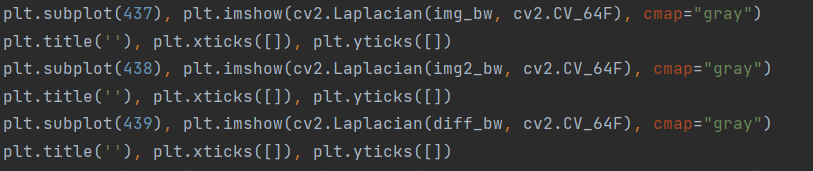 plt.subplot(437), plt.imshow(cv2.Laplacian(img_bw, cv2.CV_64F), cmap="gray")
plt.title(''), plt.xticks([]), plt.yticks([])
plt.subplot(438), plt.imshow(cv2.Laplacian(img2_bw, cv2.CV_64F), cmap="gray")
plt.title(''), plt.xticks([]), plt.yticks([])
plt.subplot(439), plt.imshow(cv2.Laplacian(diff_bw, cv2.CV_64F), cmap="gray")
plt.title(''), plt.xticks([]), plt.yticks([])